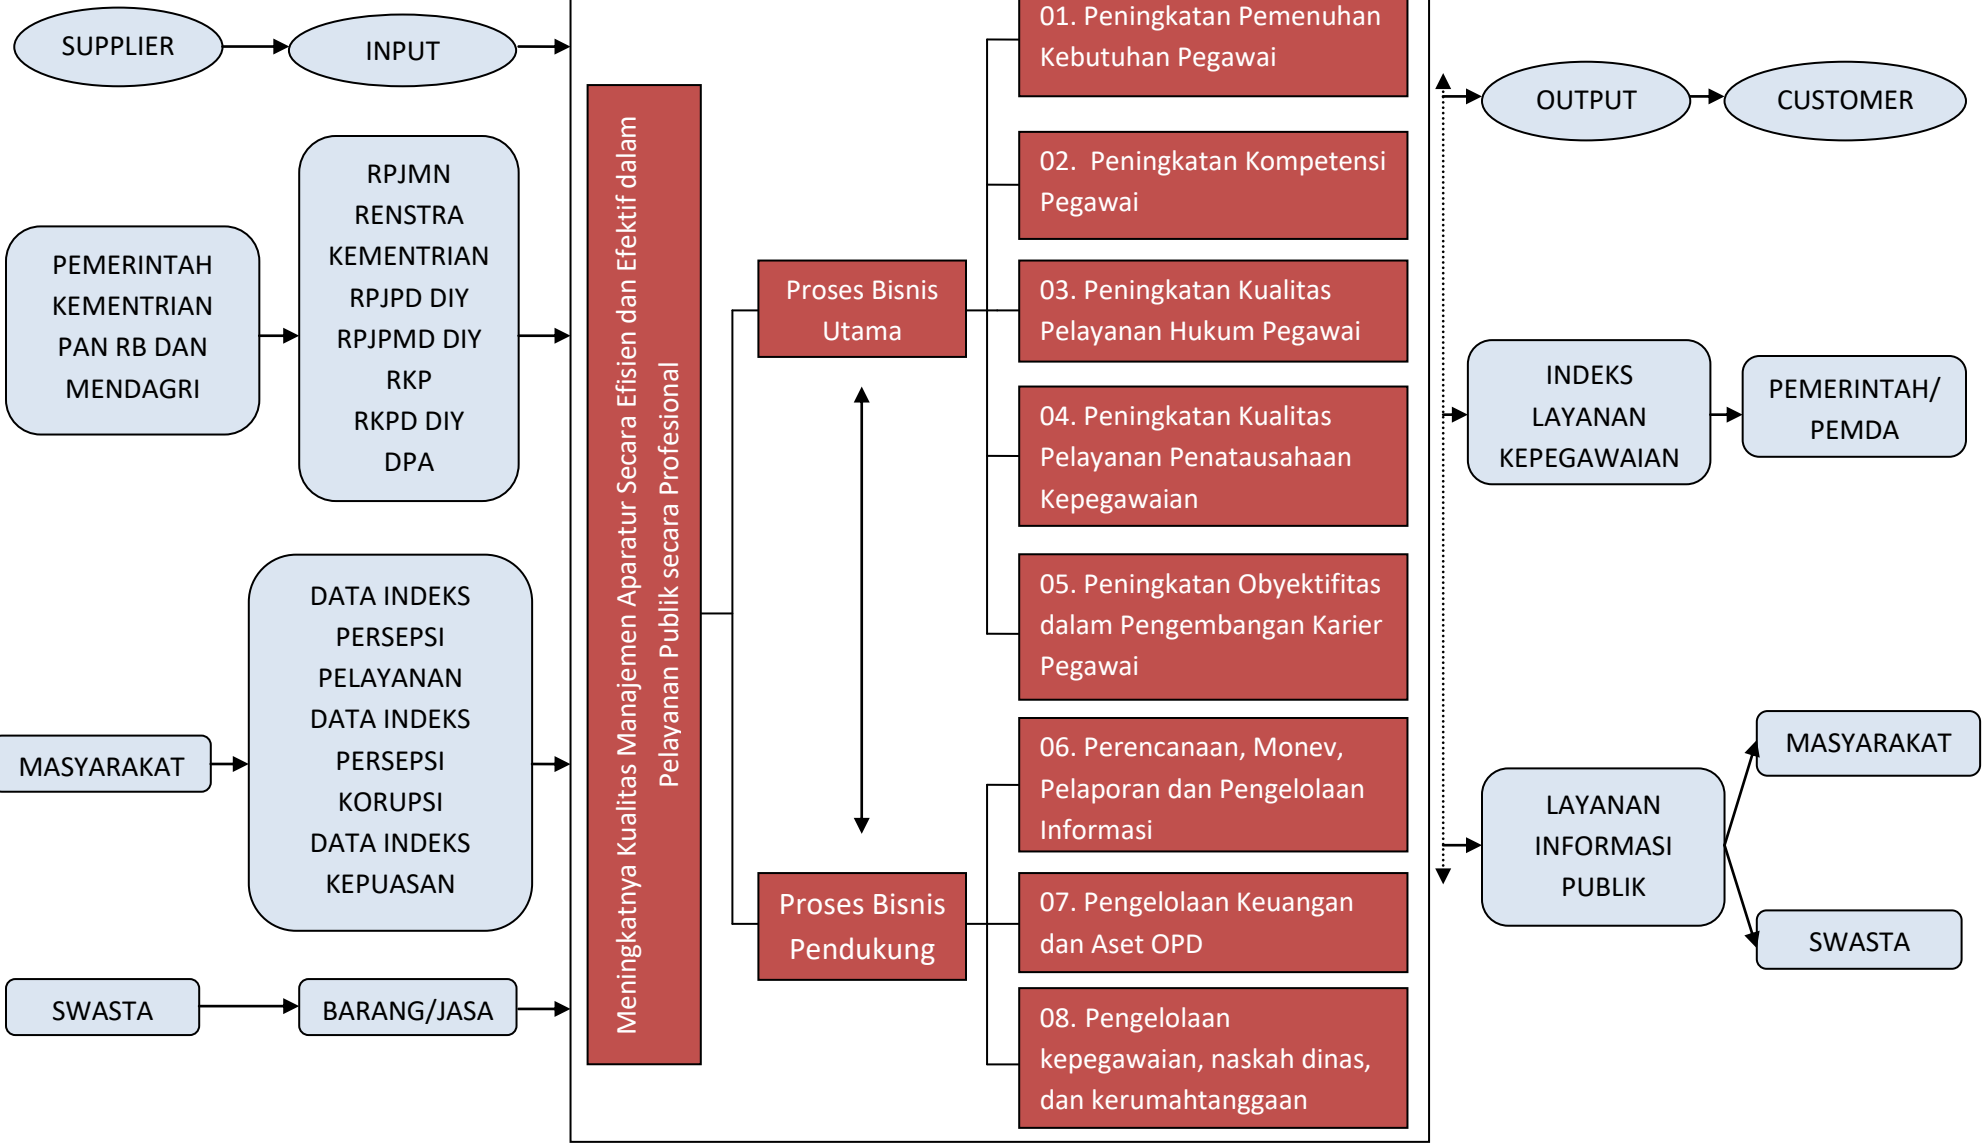 SUPPLIER
INPUT
PEMERINTAH
KEMENTRIAN
PAN RB DAN
MENDAGRI
RPJMN
RENSTRA
KEMENTRIAN
RPJPD DIY
RPJPMD DIY
RKP
RKPD DIY
DPA
MASYARAKAT
DATA INDEKS
PERSEPSI
PELAYANAN
DATA INDEKS
PERSEPSI
KORUPSI
DATA INDEKS
KEPUASAN
SWASTA
BARANG/JASA
Meningkatnya Kualitas Manajemen Aparatur Secara Efisien dan Efektif dalam
Pelayanan Publik secara Profesional
Proses Bisnis
Utama
Proses Bisnis
Pendukung
01. Peningkatan Pemenuhan
Kebutuhan Pegawai
02. Peningkatan Kompetensi
Pegawai
03. Peningkatan Kualitas
Pelayanan Hukum Pegawai
04. Peningkatan Kualitas
Pelayanan Penatausahaan
Kepegawaian
05. Peningkatan Obyektifitas
dalam Pengembangan Karier
Pegawai
06. Perencanaan, Monev,
Pelaporan dan Pengelolaan
Informasi
07. Pengelolaan Keuangan
dan Aset OPD
08. Pengelolaan
kepegawaian, naskah dinas,
dan kerumahtanggaan
OUTPUT
CUSTOMER
INDEKS
LAYANAN
KEPEGAWAIAN
PEMERINTAH/
PEMDA
LAYANAN
INFORMASI
PUBLIK
MASYARAKAT
SWASTA